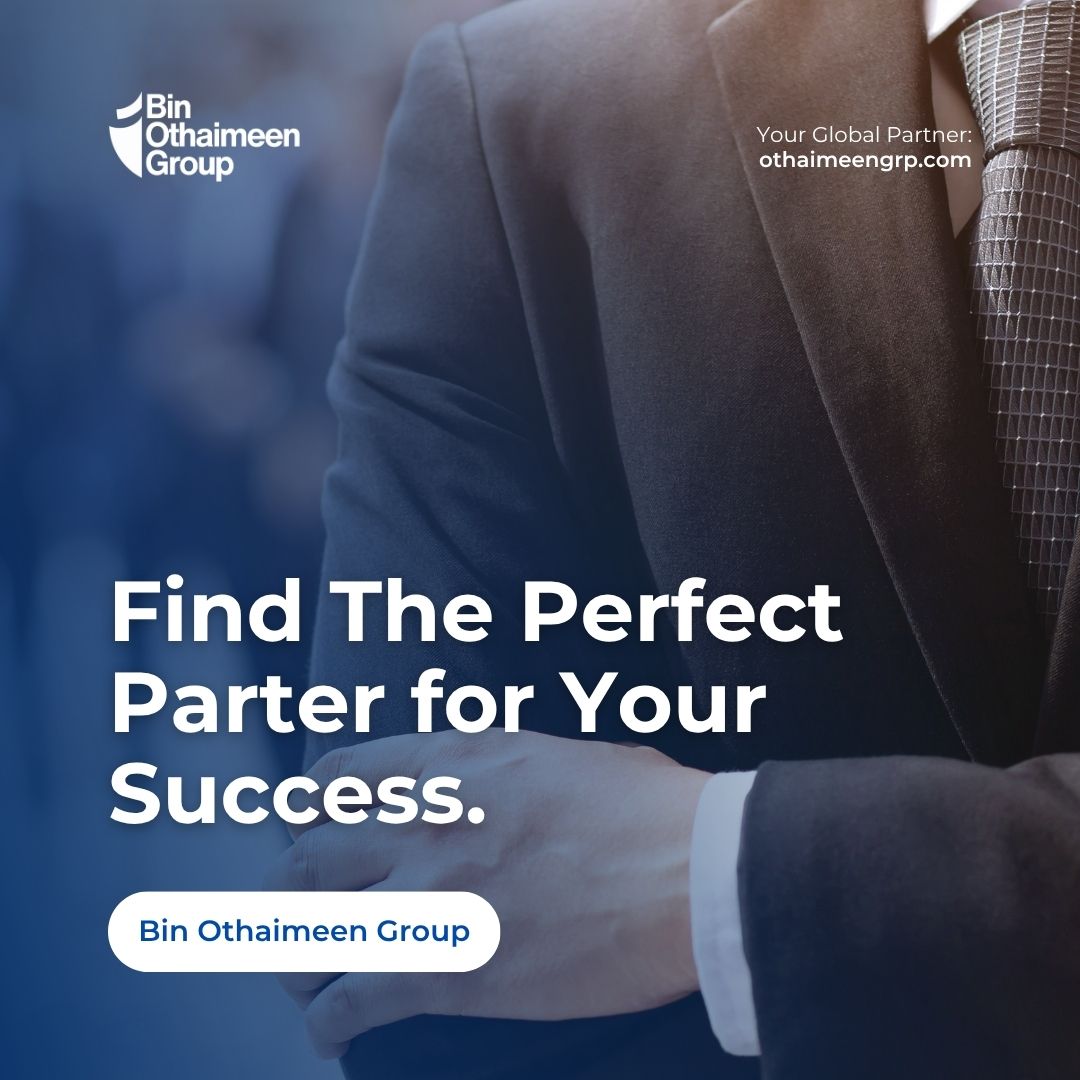 Bin
Othaimeen
Group
Your Global Partner:
othaimeengrp.com
Find The Perfect
Parter for Your
Success.
Bin Othaimeen Group